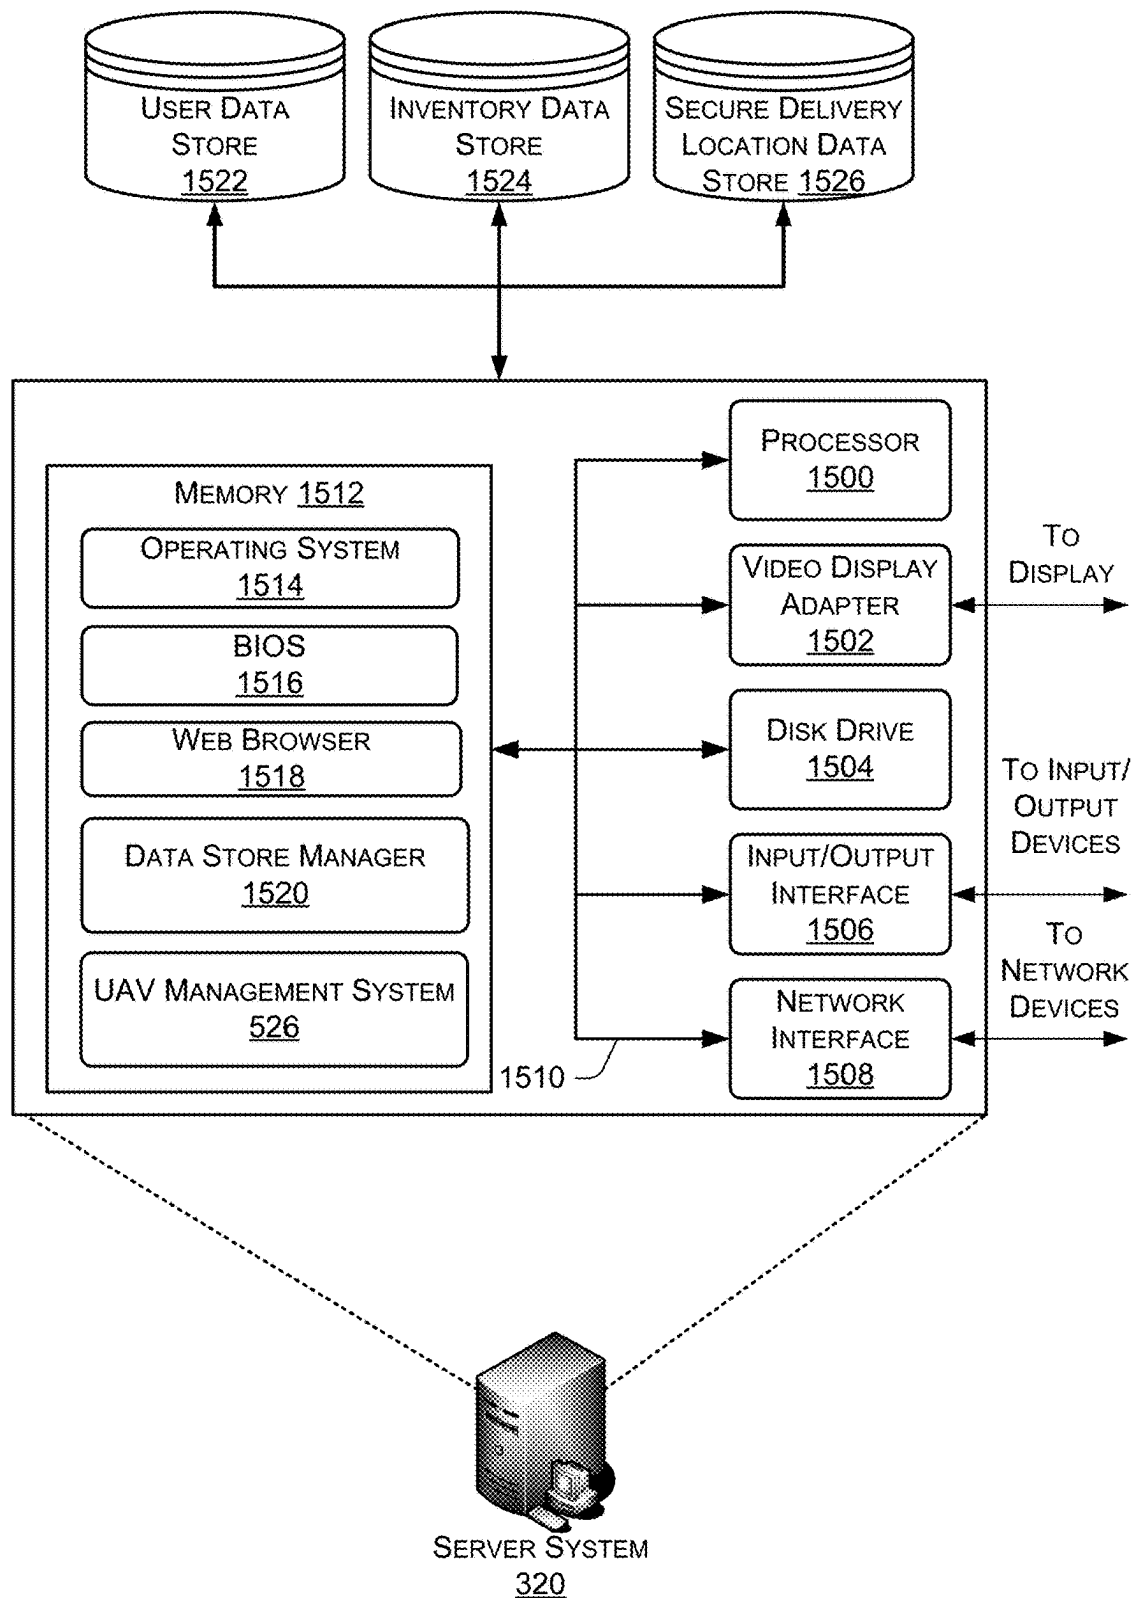 USER DATA
STORE
1522
INVENTORY DATA
STORE
1524
SECURE DELIVERY
LOCATION DATA
STORE 1526
MEMORY 1512
OPERATING SYSTEM
1514
BIOS
1516
WEB BROWSER
1518
DATA STORE MANAGER
1520
UAV MANAGEMENT SYSTEM
526
PROCESSOR
1500
VIDEO DISPLAY
ADAPTER
1502
DISK DRIVE
1504
INPUT/OUTPUT
INTERFACE
1506
NETWORK
INTERFACE
1508
1510
TO
DISPLAY
TO INPUT/
OUTPUT
DEVICES
TO
NETWORK
DEVICES
SERVER SYSTEM
320